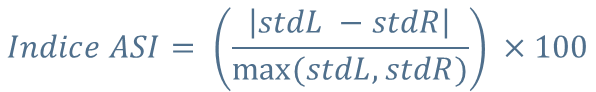 Indice ASI = (|stdL − stdR| / max(stdL, stdR)) × 100